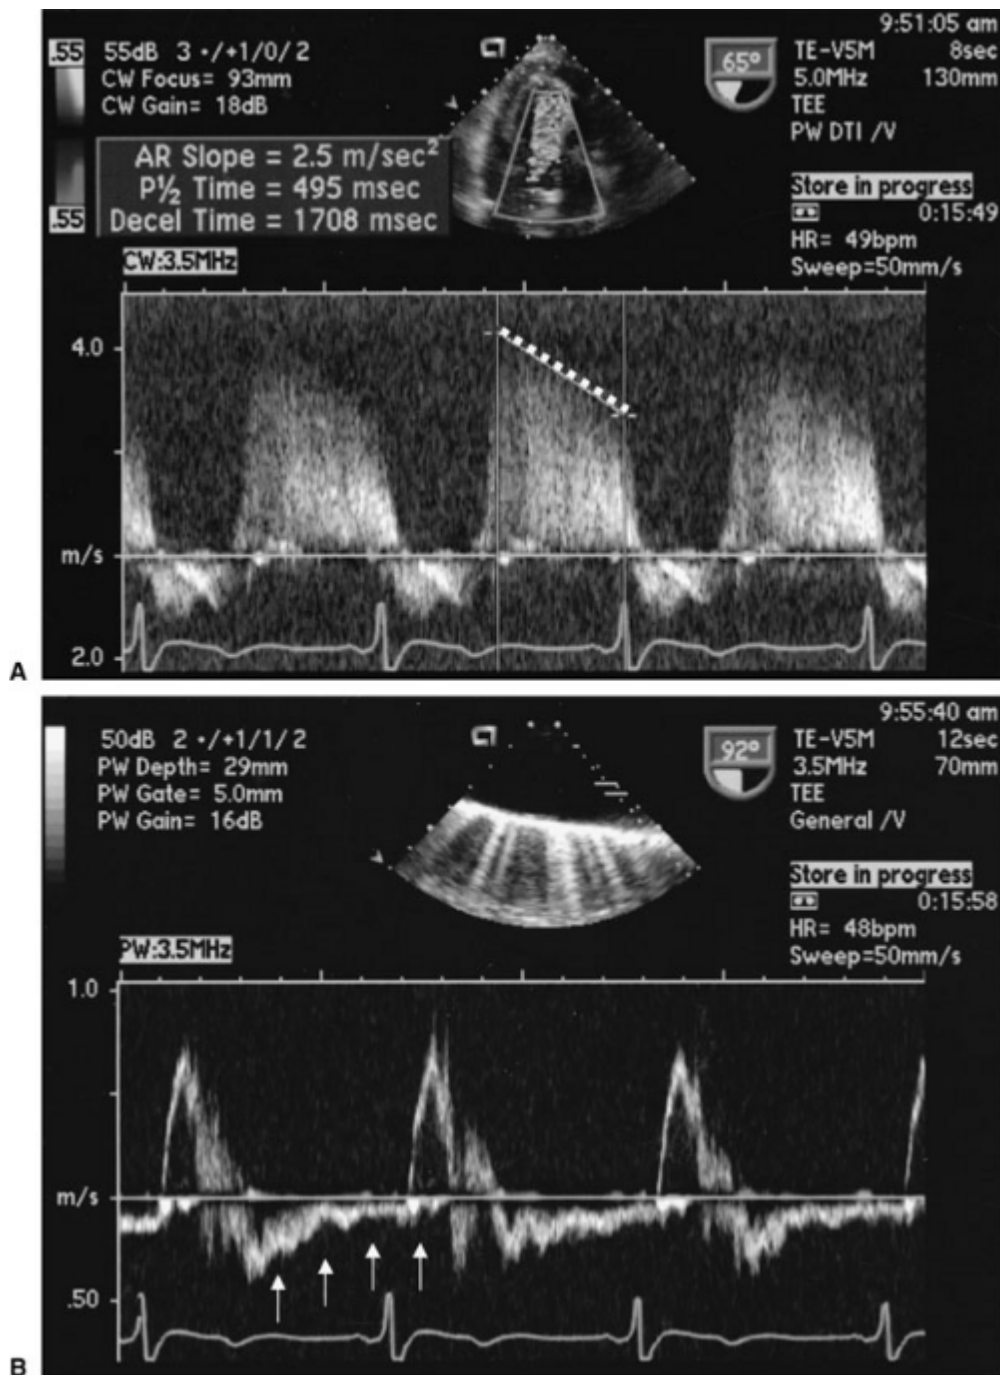 9:51:05 am
.55
55dB 3 •/+1/0/2
CW Focus= 93mm
CW Gain= 18dB
65°
TE-V5M 8sec
5.0MHz 130mm
TEE
PW DTI /V
AR Slope = 2.5 m/sec²
P½ Time = 495 msec
Decel Time = 1708 msec
.55
Store in progress
0:15:49
HR= 49bpm
Sweep=50mm/s
CW:3.5MHz
4.0
m/s
2.0
A
9:55:40 am
50dB 2 •/+1/1/2
PW Depth= 29mm
PW Gate= 5.0mm
PW Gain= 16dB
92°
TE-V5M 12sec
3.5MHz 70mm
TEE
General /V
Store in progress
0:15:58
HR= 48bpm
Sweep=50mm/s
PW:3.5MHz
1.0
m/s
.50
B